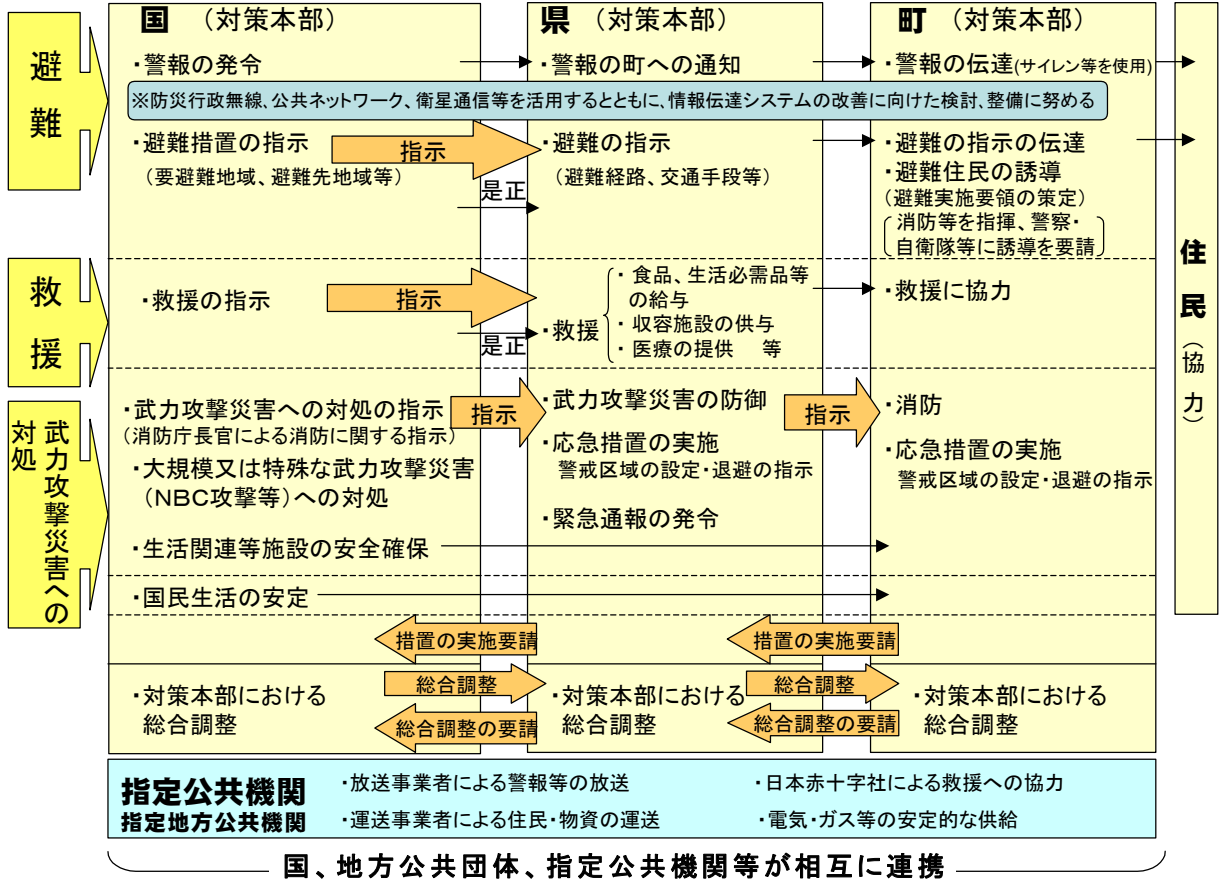 国（対策本部）
県（対策本部）
町（対策本部）
避難
・警報の発令
・警報の町への通知
・警報の伝達(サイレン等を使用)
※防災行政無線、公共ネットワーク、衛星通信等を活用するとともに、情報伝達システムの改善に向けた検討、整備に努める
・避難措置の指示
（要避難地域、避難先地域等）
指示
是正
・避難の指示
（避難経路、交通手段等）
・避難の指示の伝達
・避難住民の誘導
（避難実施要領の策定）
消防等を指揮、警察・
自衛隊等に誘導を要請
住民（協力）
救援
・救援の指示
指示
是正
・救援
・食品、生活必需品等
の給与
・収容施設の供与
・医療の提供　等
・救援に協力
武力攻撃災害への
対処
・武力攻撃災害への対処の指示
（消防庁長官による消防に関する指示）
・大規模又は特殊な武力攻撃災害
（NBC攻撃等）への対処
・生活関連等施設の安全確保
指示
・武力攻撃災害の防御
・応急措置の実施
警戒区域の設定・退避の指示
・緊急通報の発令
指示
・消防
・応急措置の実施
警戒区域の設定・退避の指示
・国民生活の安定
措置の実施要請
措置の実施要請
・対策本部における
総合調整
総合調整
総合調整の要請
・対策本部における
総合調整
総合調整
総合調整の要請
・対策本部における
総合調整
指定公共機関
指定地方公共機関
・放送事業者による警報等の放送
・日本赤十字社による救援への協力
・運送事業者による住民・物資の運送
・電気・ガス等の安定的な供給
国、地方公共団体、指定公共機関等が相互に連携